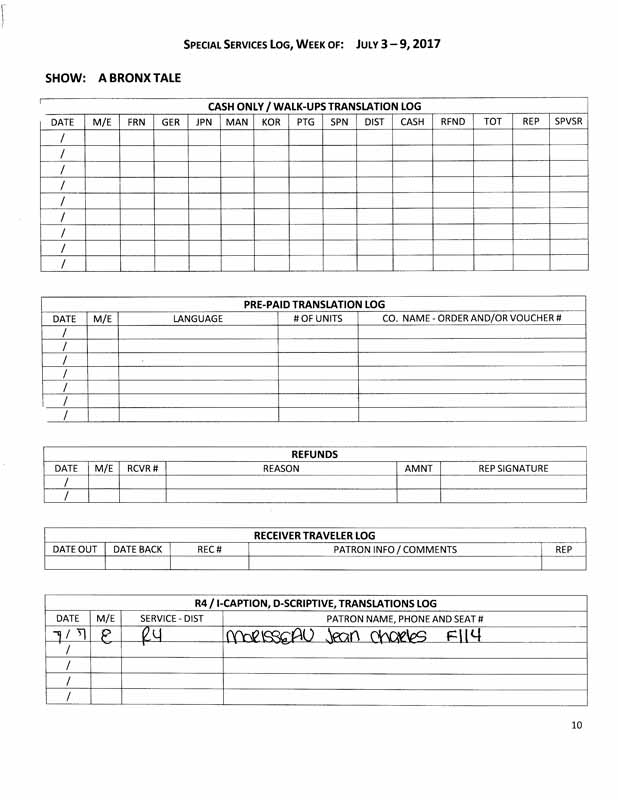 SPECIAL SERVICES LOG, WEEK OF: JULY 3 – 9, 2017
SHOW: A BRONX TALE
CASH ONLY / WALK-UPS TRANSLATION LOG
DATE M/E FRN GER JPN MAN KOR PTG SPN DIST CASH RFND TOT REP SPVSR
/
/
/
/
/
/
/
/
/
PRE-PAID TRANSLATION LOG
DATE M/E LANGUAGE # OF UNITS CO. NAME - ORDER AND/OR VOUCHER #
/
/
/
/
/
/
/
REFUNDS
DATE M/E RCVR # REASON AMNT REP SIGNATURE
/
/
RECEIVER TRAVELER LOG
DATE OUT DATE BACK REC # PATRON INFO / COMMENTS REP
R4 / I-CAPTION, D-SCRIPTIVE, TRANSLATIONS LOG
DATE M/E SERVICE - DIST PATRON NAME, PHONE AND SEAT #
7/7 E R4 MORISSEAU Jean Charles F114
/
/
/
/
10